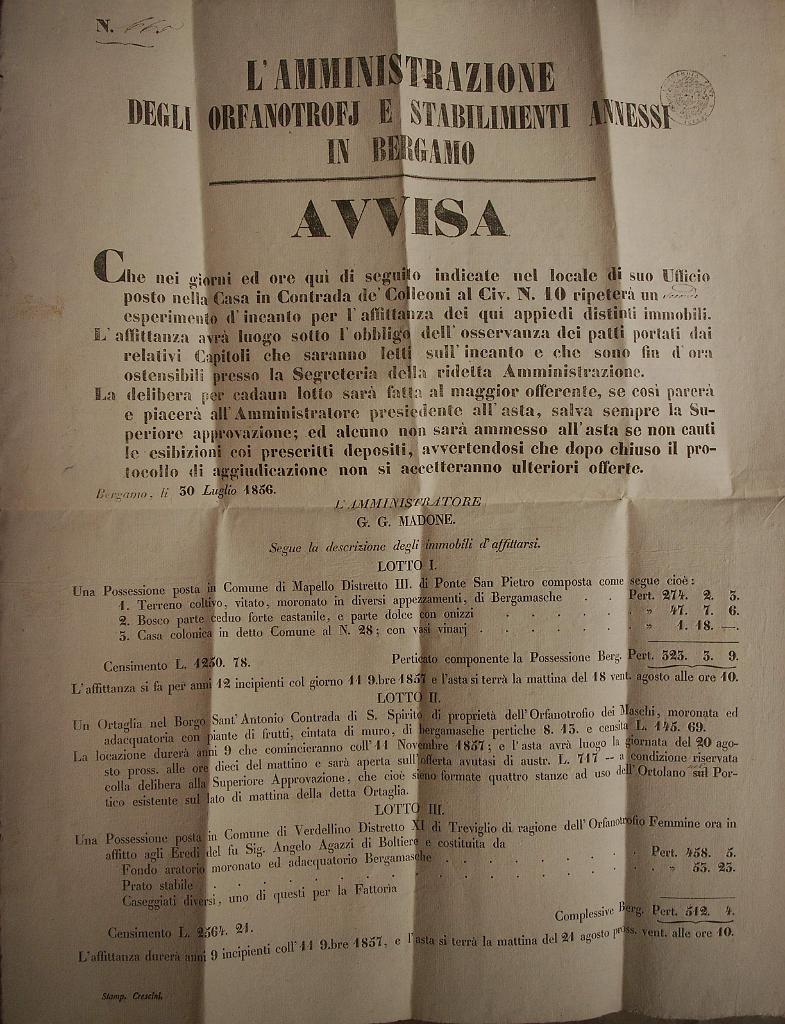 N.
L'AMMINISTRAZIONE
DEGLI ORFANOTROFJ E STABILIMENTI ANNESSI
IN BERGAMO
AVVISA
Che nei giorni ed ore quì di seguito indicate nel locale di suo Ufficio
posto nella Casa in Contrada de' Colleoni al Civ. N. 10 ripeterà un
esperimento d'incanto per l'affittanza dei qui appiedi distinti immobili.
L'affittanza avrà luogo sotto l'obbligo dell'osservanza dei patti portati dai
relativi Capitoli che saranno letti sull'incanto e che sono fin d'ora
ostensibili presso la Segreteria della ridetta Amministrazione.
La delibera per cadaun lotto sarà fatta al maggior offerente, se così parerà
e piacerà all'Amministratore presiedente all'asta, salva sempre la Su-
periore approvazione; ed alcuno non sarà ammesso all'asta se non cauti
le esibizioni coi prescritti depositi, avvertendosi che dopo chiuso il pro-
tocollo di aggiudicazione non si accetteranno ulteriori offerte.
Bergamo, li 30 Luglio 1856.
L'AMMINISTRATORE
G. G. MADONE.
Segue la descrizione degli immobili d'affittarsi.
LOTTO I.
Una Possessione posta in Comune di Mapello Distretto III. di Ponte San Pietro composta come segue cioè:
1. Terreno coltivo, vitato, moronato in diversi appezzamenti, di Bergamasche . . Pert. 274. 2. 3.
2. Bosco parte ceduo forte castanile, e parte dolce con onizzi . . . . . . » 47. 7. 6.
3. Casa colonica in detto Comune al N. 28; con vasi vinarj . . . . . . » 1. 18. —.
Censimento L. 1250. 78. Perticato componente la Possessione Berg. Pert. 323. 3. 9.
L'affittanza si fa per anni 12 incipienti col giorno 11 9.bre 1857 e l'asta si terrà la mattina del 18 vent. agosto alle ore 10.
LOTTO II.
Un Ortaglia nel Borgo Sant'Antonio Contrada di S. Spirito di proprietà dell'Orfanotrofio dei Maschi, moronata ed
adacquatoria con piante di frutti, cintata di muro, di bergamasche pertiche 8. 15. e censita L. 145. 69.
La locazione durerà anni 9 che comincieranno coll'11 Novembre 1857; e l'asta avrà luogo la giornata del 20 ago-
sto pross. alle ore dieci del mattino e sarà aperta sull'offerta avutasi di austr. L. 717 — a condizione riservata
colla delibera alla Superiore Approvazione, che cioè sieno formate quattro stanze ad uso dell'Ortolano sul Por-
tico esistente sul lato di mattina della detta Ortaglia.
LOTTO III.
Una Possessione posta in Comune di Verdellino Distretto XI di Treviglio di ragione dell'Orfanotrofio Femmine ora in
affitto agli Eredi del fu Sig. Angelo Agazzi di Boltiere e costituita da
Fondo aratorio moronato ed adacquatorio Bergamasche . . . . . . Pert. 458. 5.
Prato stabile . . . . . . . . . . » 53. 23.
Caseggiati diversi, uno di questi per la Fattoria
Complessive Berg. Pert. 512. 4.
Censimento L. 2564. 21.
L'affittanza durerà anni 9 incipienti coll'11 9.bre 1857, e l'asta si terrà la mattina del 21 agosto pross. vent. alle ore 10.
Stamp. Crescini.